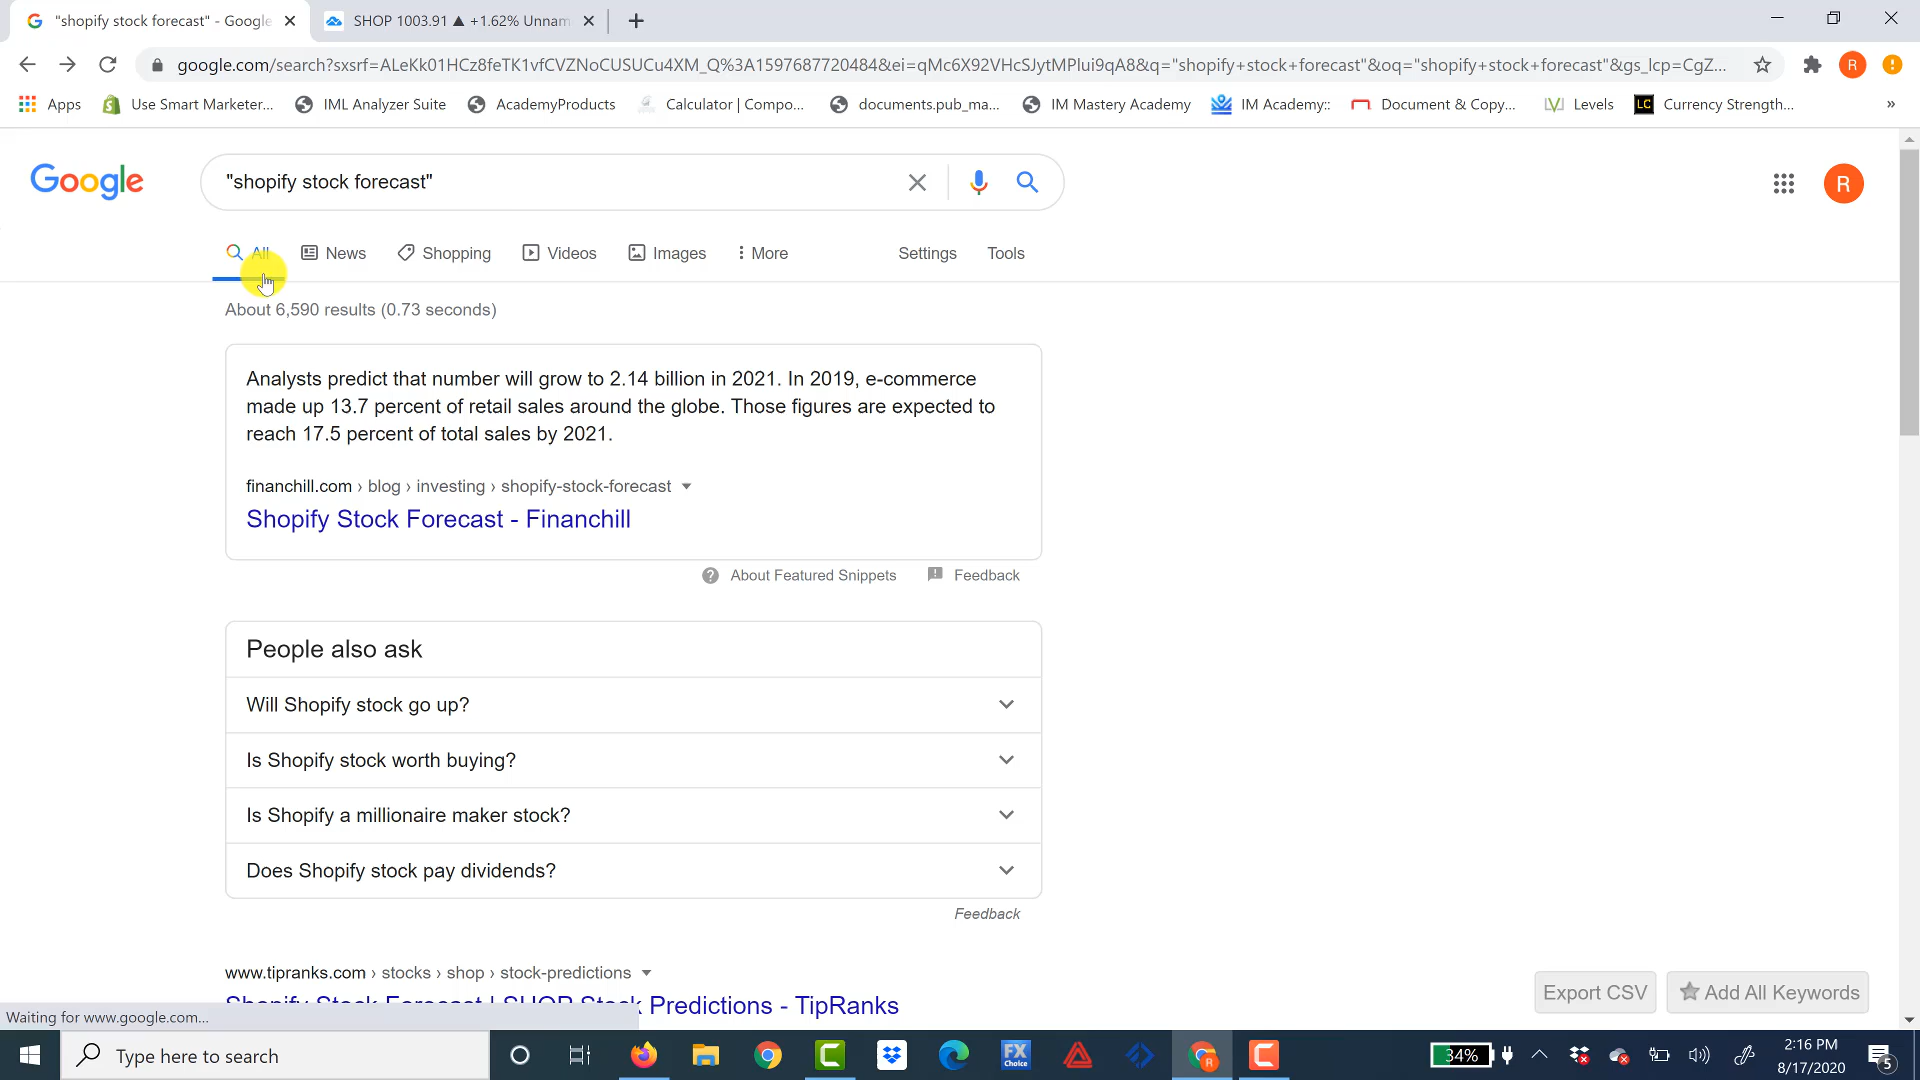 "shopify stock forecast" - Google
SHOP 1003.91 ▲ +1.62% Unnam
google.com/search?sxsrf=ALeKk01HCz8feTK1vfCVZNoCUSUCu4XM_Q%3A1597687720484&ei=qMc6X92VHcSJytMPlui9qA8&q="shopify+stock+forecast"&oq="shopify+stock+forecast"&gs_lcp=CgZ...
R
Apps
Use Smart Marketer...
IML Analyzer Suite
AcademyProducts
Calculator | Compo...
documents.pub_ma...
IM Mastery Academy
IM Academy::
Document & Copy...
Levels
LC
Currency Strength...
»
Google
"shopify stock forecast"
R
All
News
Shopping
Videos
Images
More
Settings
Tools
About 6,590 results (0.73 seconds)
Analysts predict that number will grow to 2.14 billion in 2021. In 2019, e-commerce
made up 13.7 percent of retail sales around the globe. Those figures are expected to
reach 17.5 percent of total sales by 2021.
financhill.com › blog › investing › shopify-stock-forecast
Shopify Stock Forecast - Financhill
About Featured Snippets
Feedback
People also ask
Will Shopify stock go up?
Is Shopify stock worth buying?
Is Shopify a millionaire maker stock?
Does Shopify stock pay dividends?
Feedback
www.tipranks.com › stocks › shop › stock-predictions
Shopify Stock Forecast | SHOP Stock Predictions - TipRanks
Export CSV
Add All Keywords
Waiting for www.google.com...
Type here to search
FX
Choice
R
34%
2:16 PM
8/17/2020
5